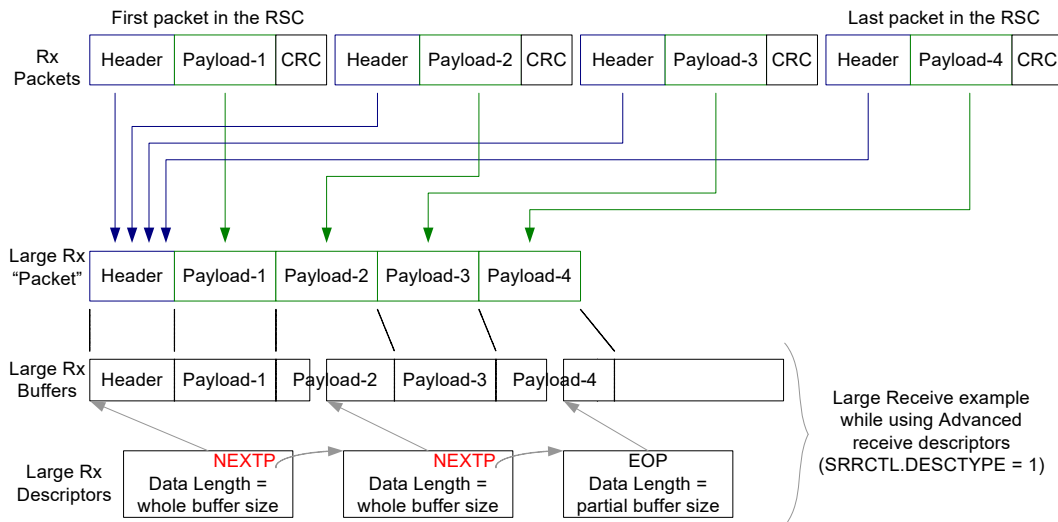 First packet in the RSC
Last packet in the RSC
Rx
Packets
Header Payload-1 CRC Header Payload-2 CRC Header Payload-3 CRC Header Payload-4 CRC
Large Rx
“Packet”
Header Payload-1 Payload-2 Payload-3 Payload-4
Large Rx
Buffers
Header Payload-1 Payload-2 Payload-3 Payload-4
Large Receive example
while using Advanced
receive descriptors
(SRRCTL.DESCTYPE = 1)
Large Rx
Descriptors
NEXTP
Data Length =
whole buffer size
NEXTP
Data Length =
whole buffer size
EOP
Data Length =
partial buffer size